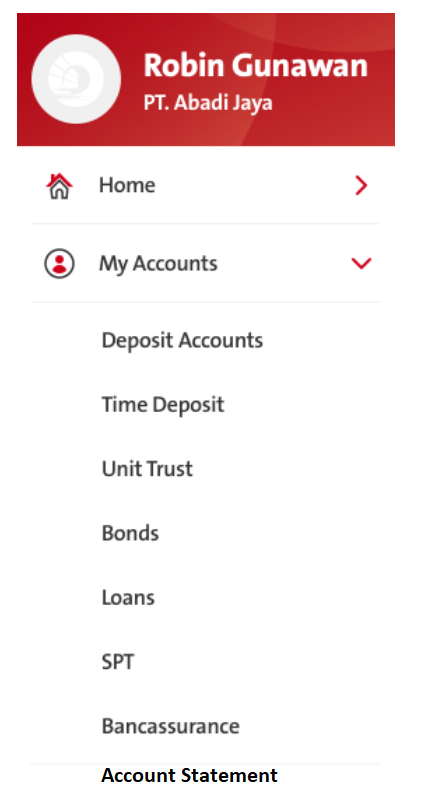 Robin Gunawan
PT. Abadi Jaya
Home
My Accounts
Deposit Accounts
Time Deposit
Unit Trust
Bonds
Loans
SPT
Bancassurance
Account Statement